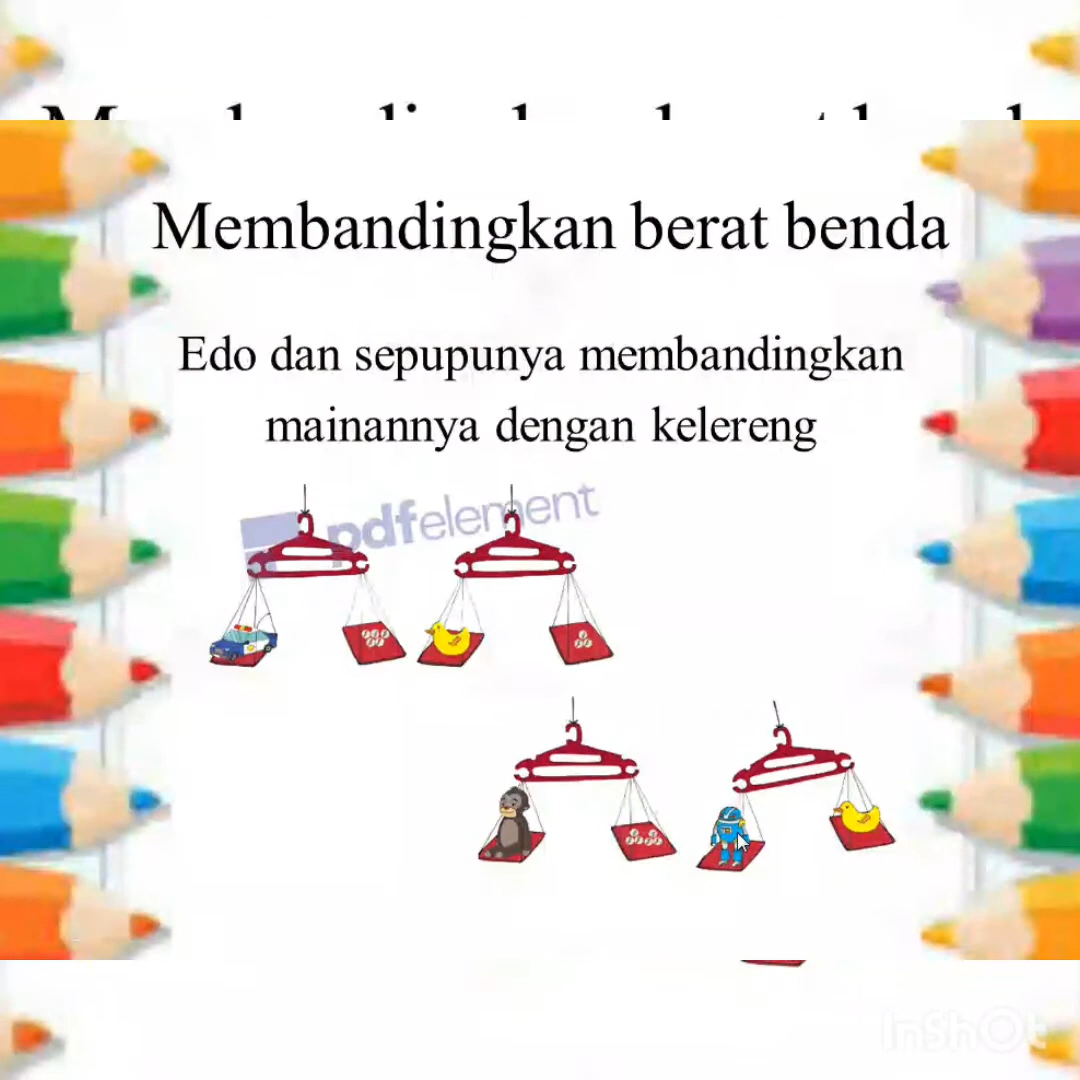 Membandingkan berat benda
Edo dan sepupunya membandingkan
mainannya dengan kelereng
pdfelement
InShOt